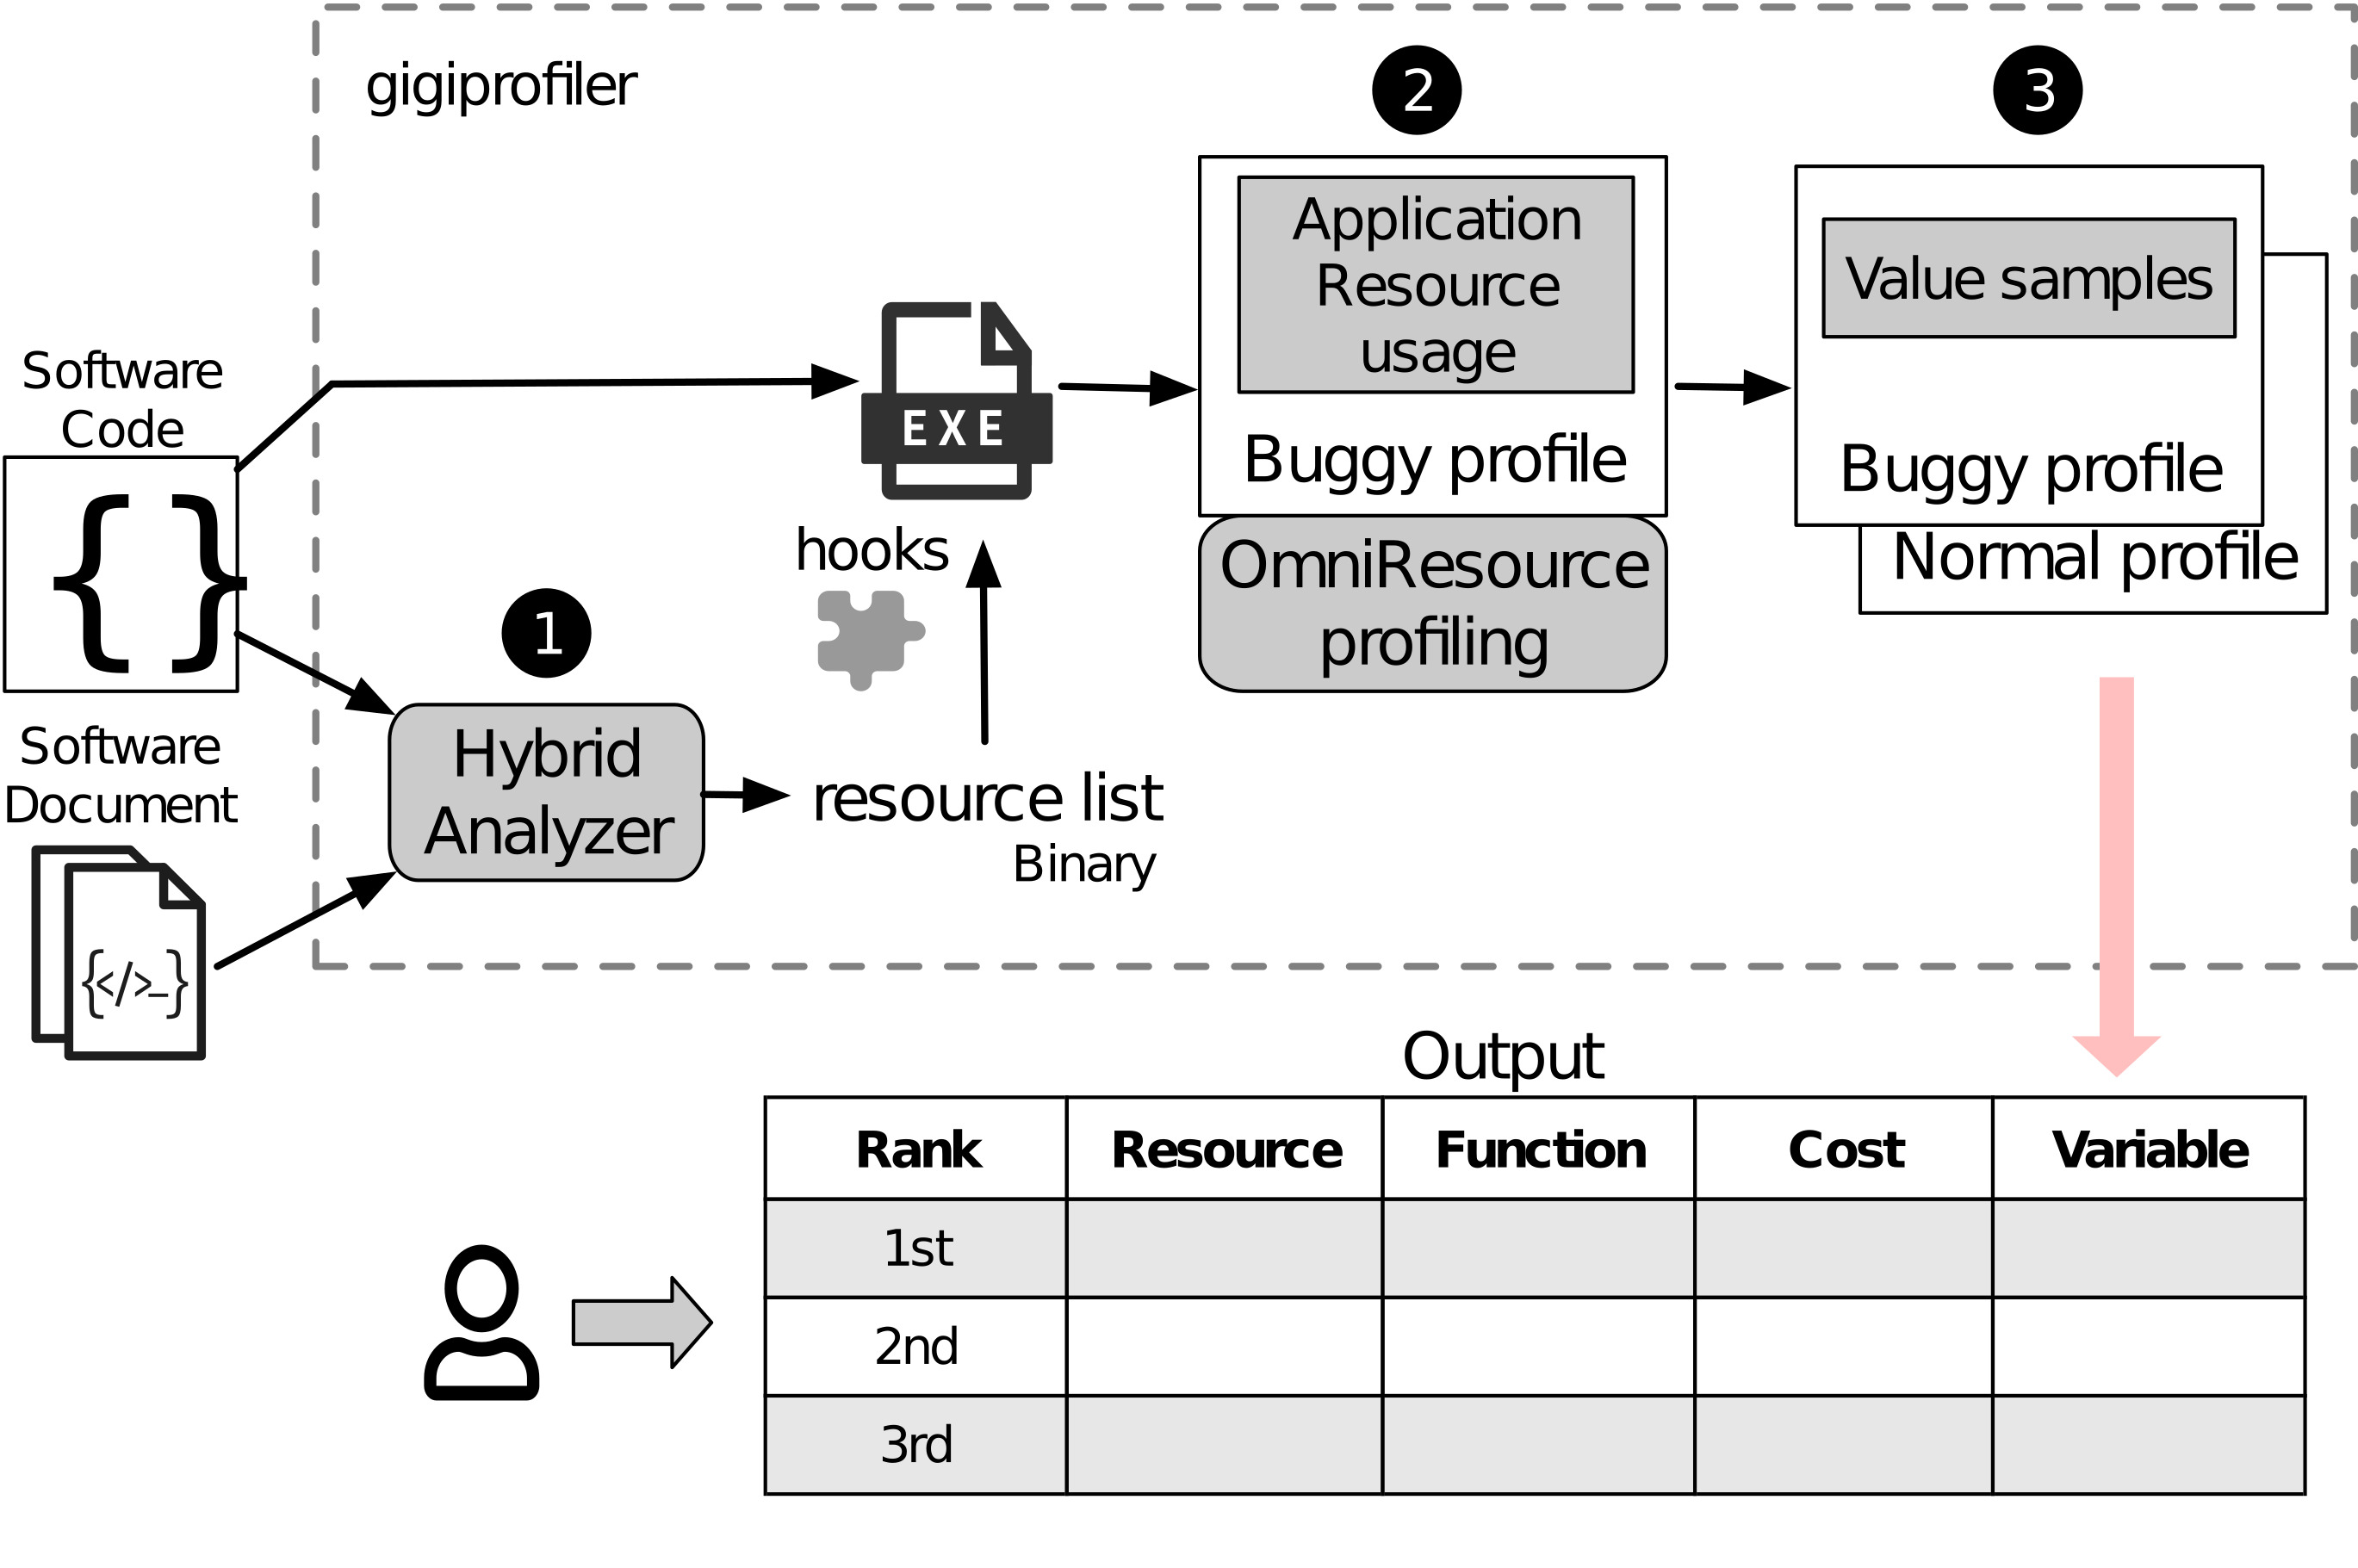 gigiprofiler
2
3
Application
Resource
usage
Value samples
Software
Code
EXE
Buggy profile
Buggy profile
hooks
OmniResource
profiling
Normal profile
{ }
1
Software
Document
Hybrid
Analyzer
resource list
Binary
{</>_}
Output
Rank Resource Function Cost Variable
1st
2nd
3rd